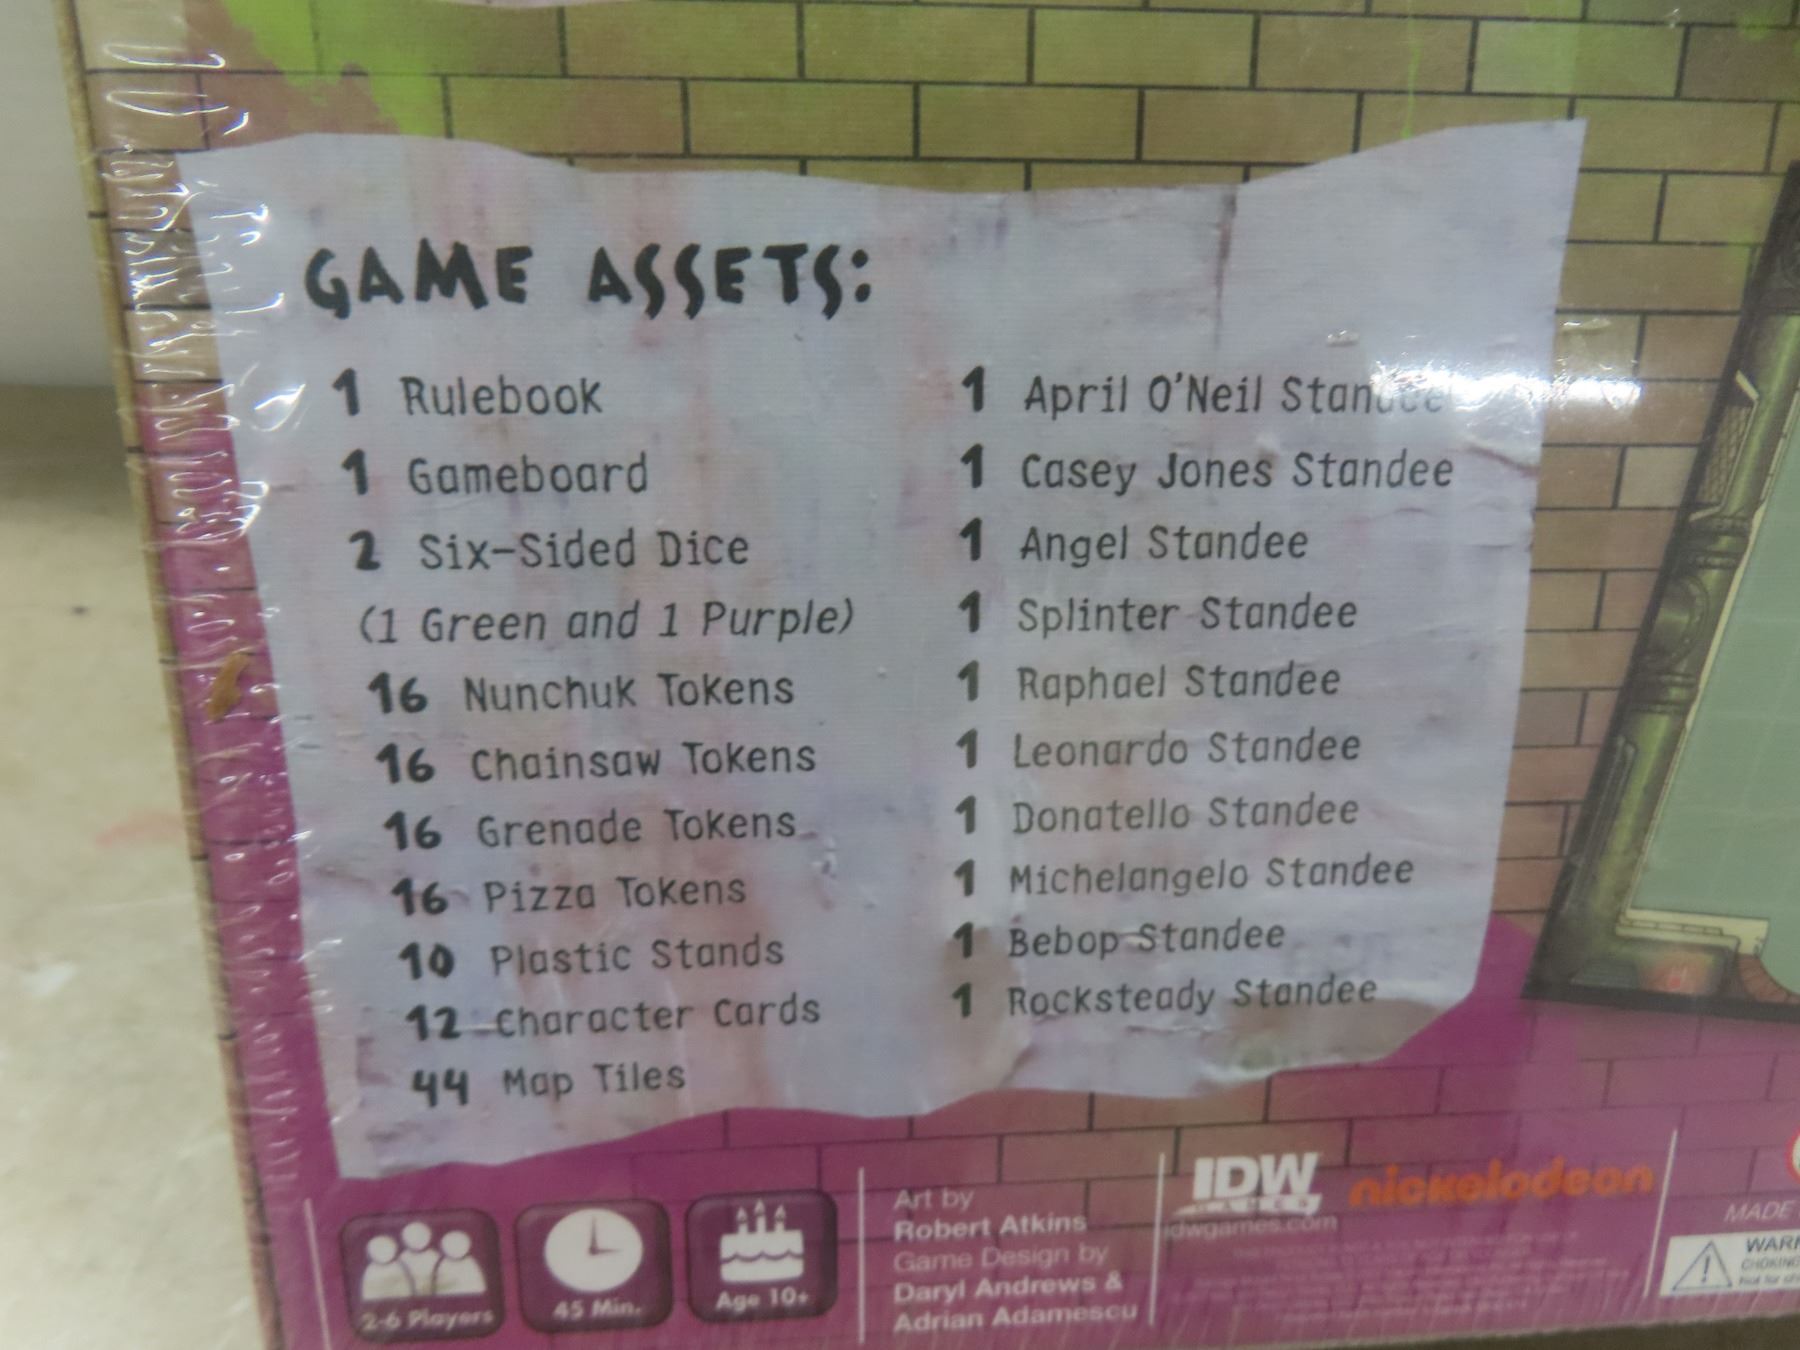 GAME ASSETS:
1 Rulebook
1 Gameboard
2 Six-Sided Dice
(1 Green and 1 Purple)
16 Nunchuk Tokens
16 Chainsaw Tokens
16 Grenade Tokens
16 Pizza Tokens
10 Plastic Stands
12 Character Cards
44 Map Tiles
1 April O'Neil Standee
1 Casey Jones Standee
1 Angel Standee
1 Splinter Standee
1 Raphael Standee
1 Leonardo Standee
1 Donatello Standee
1 Michelangelo Standee
1 Bebop Standee
1 Rocksteady Standee
2-6 Players
45 Min.
Age 10+
Art by
Robert Atkins
Game Design by
Daryl Andrews &
Adrian Adamescu
IDW
GAMES
idwgames.com
nickelodeon
MADE